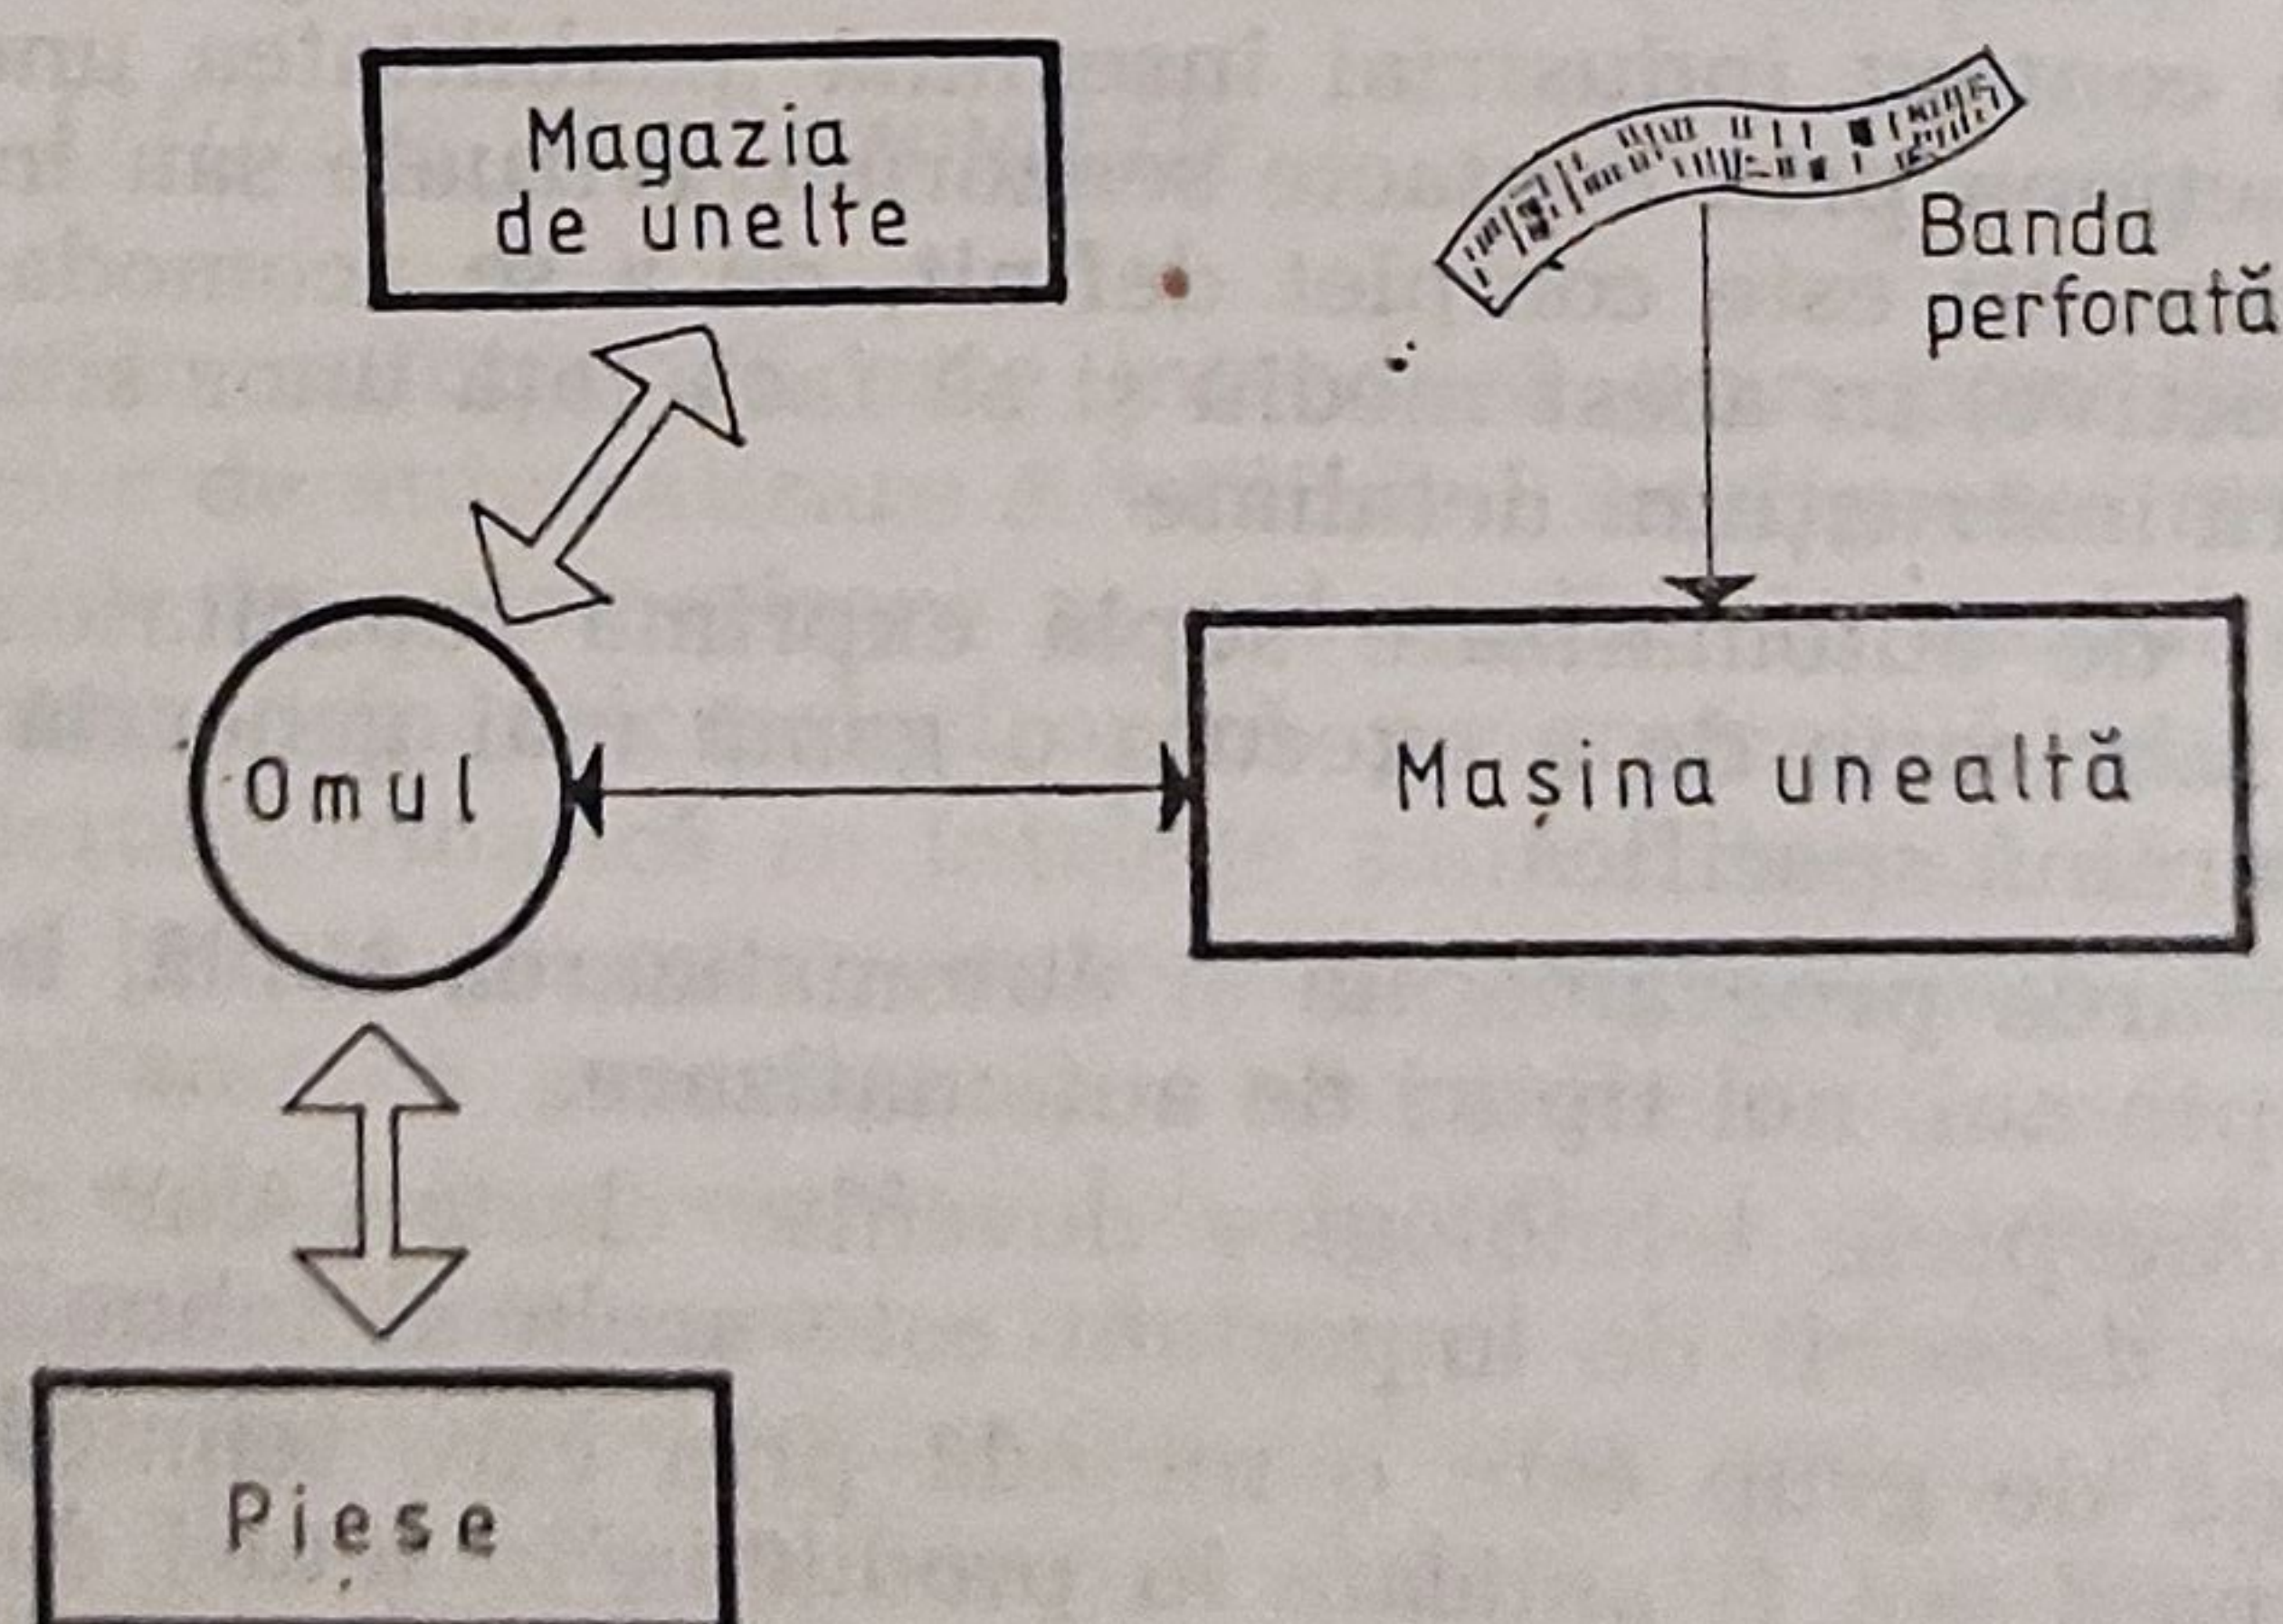 Magazia
de unelte
Banda
perforată
Omul
Mașina unealtă
Piese